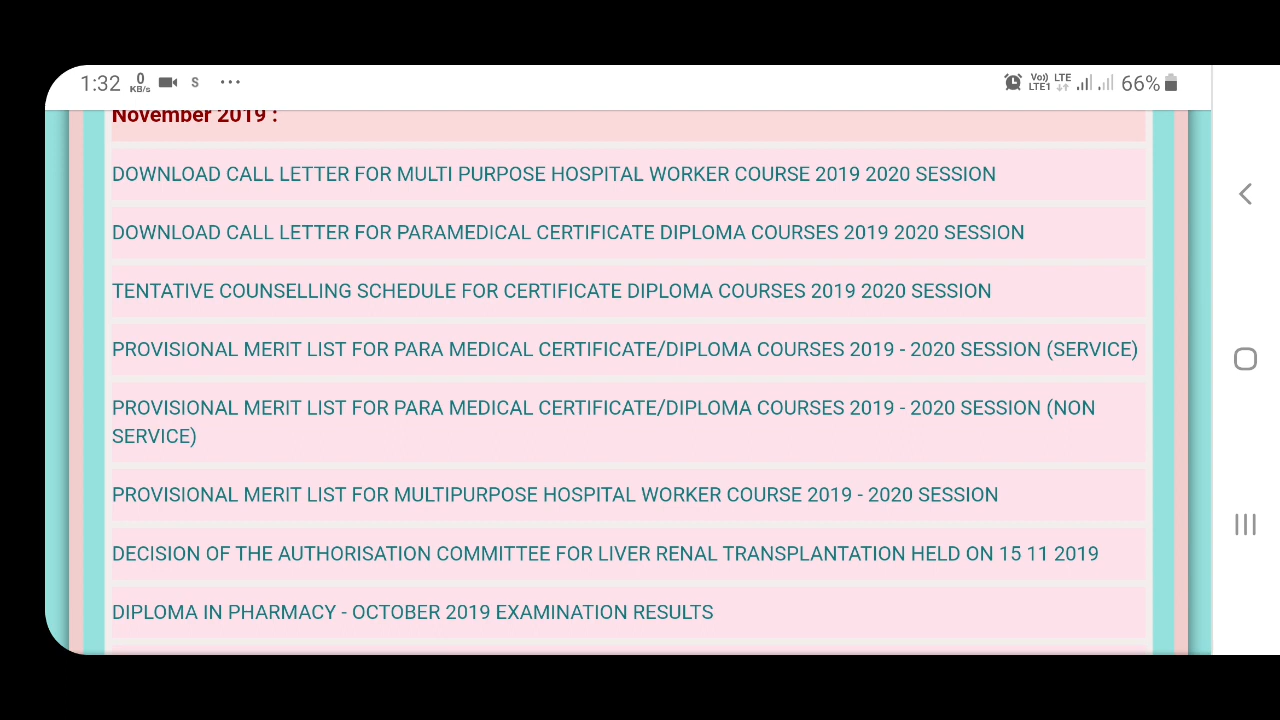 1:32 0 KB/s S ... Vo)) LTE1 LTE 66%
November 2019 :
DOWNLOAD CALL LETTER FOR MULTI PURPOSE HOSPITAL WORKER COURSE 2019 2020 SESSION
DOWNLOAD CALL LETTER FOR PARAMEDICAL CERTIFICATE DIPLOMA COURSES 2019 2020 SESSION
TENTATIVE COUNSELLING SCHEDULE FOR CERTIFICATE DIPLOMA COURSES 2019 2020 SESSION
PROVISIONAL MERIT LIST FOR PARA MEDICAL CERTIFICATE/DIPLOMA COURSES 2019 - 2020 SESSION (SERVICE)
PROVISIONAL MERIT LIST FOR PARA MEDICAL CERTIFICATE/DIPLOMA COURSES 2019 - 2020 SESSION (NON
SERVICE)
PROVISIONAL MERIT LIST FOR MULTIPURPOSE HOSPITAL WORKER COURSE 2019 - 2020 SESSION
DECISION OF THE AUTHORISATION COMMITTEE FOR LIVER RENAL TRANSPLANTATION HELD ON 15 11 2019
DIPLOMA IN PHARMACY - OCTOBER 2019 EXAMINATION RESULTS